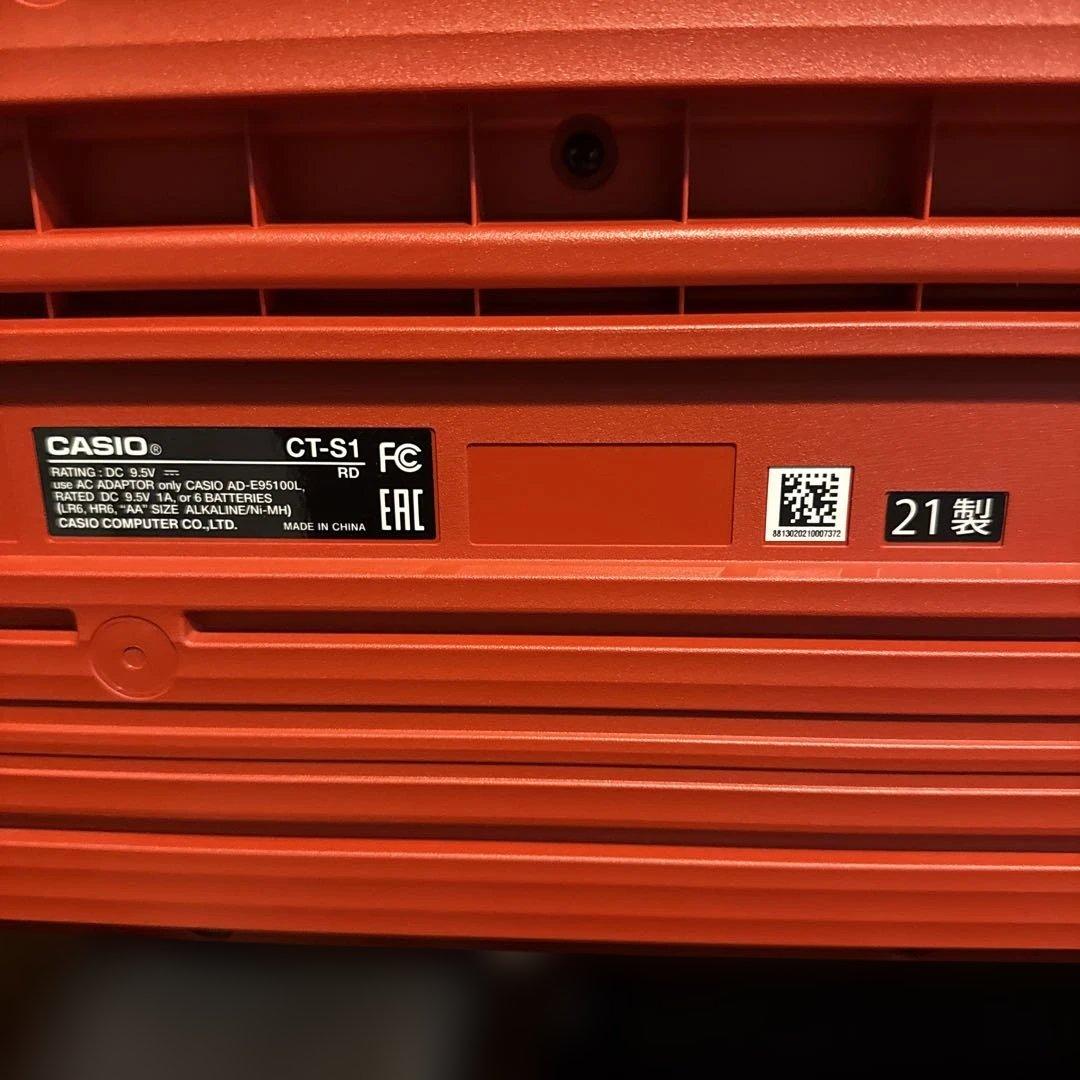 CASIO® CT-S1
RD
RATING : DC 9.5V ⎓
use AC ADAPTOR only CASIO AD-E95100L,
RATED DC 9.5V 1A, or 6 BATTERIES
(LR6, HR6, "AA" SIZE ALKALINE/Ni-MH)
CASIO COMPUTER CO.,LTD. MADE IN CHINA
FC
EAC
8813020210007372
21製